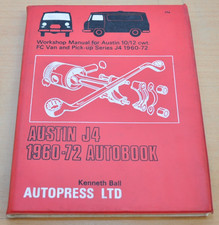 Workshop Manual for Austin 10/12 cwt
FC Van and Pick-up Series J4 1960-72
AUSTIN J4
1960-72 AUTOBOOK
Kenneth Ball
AUTOPRESS LTD